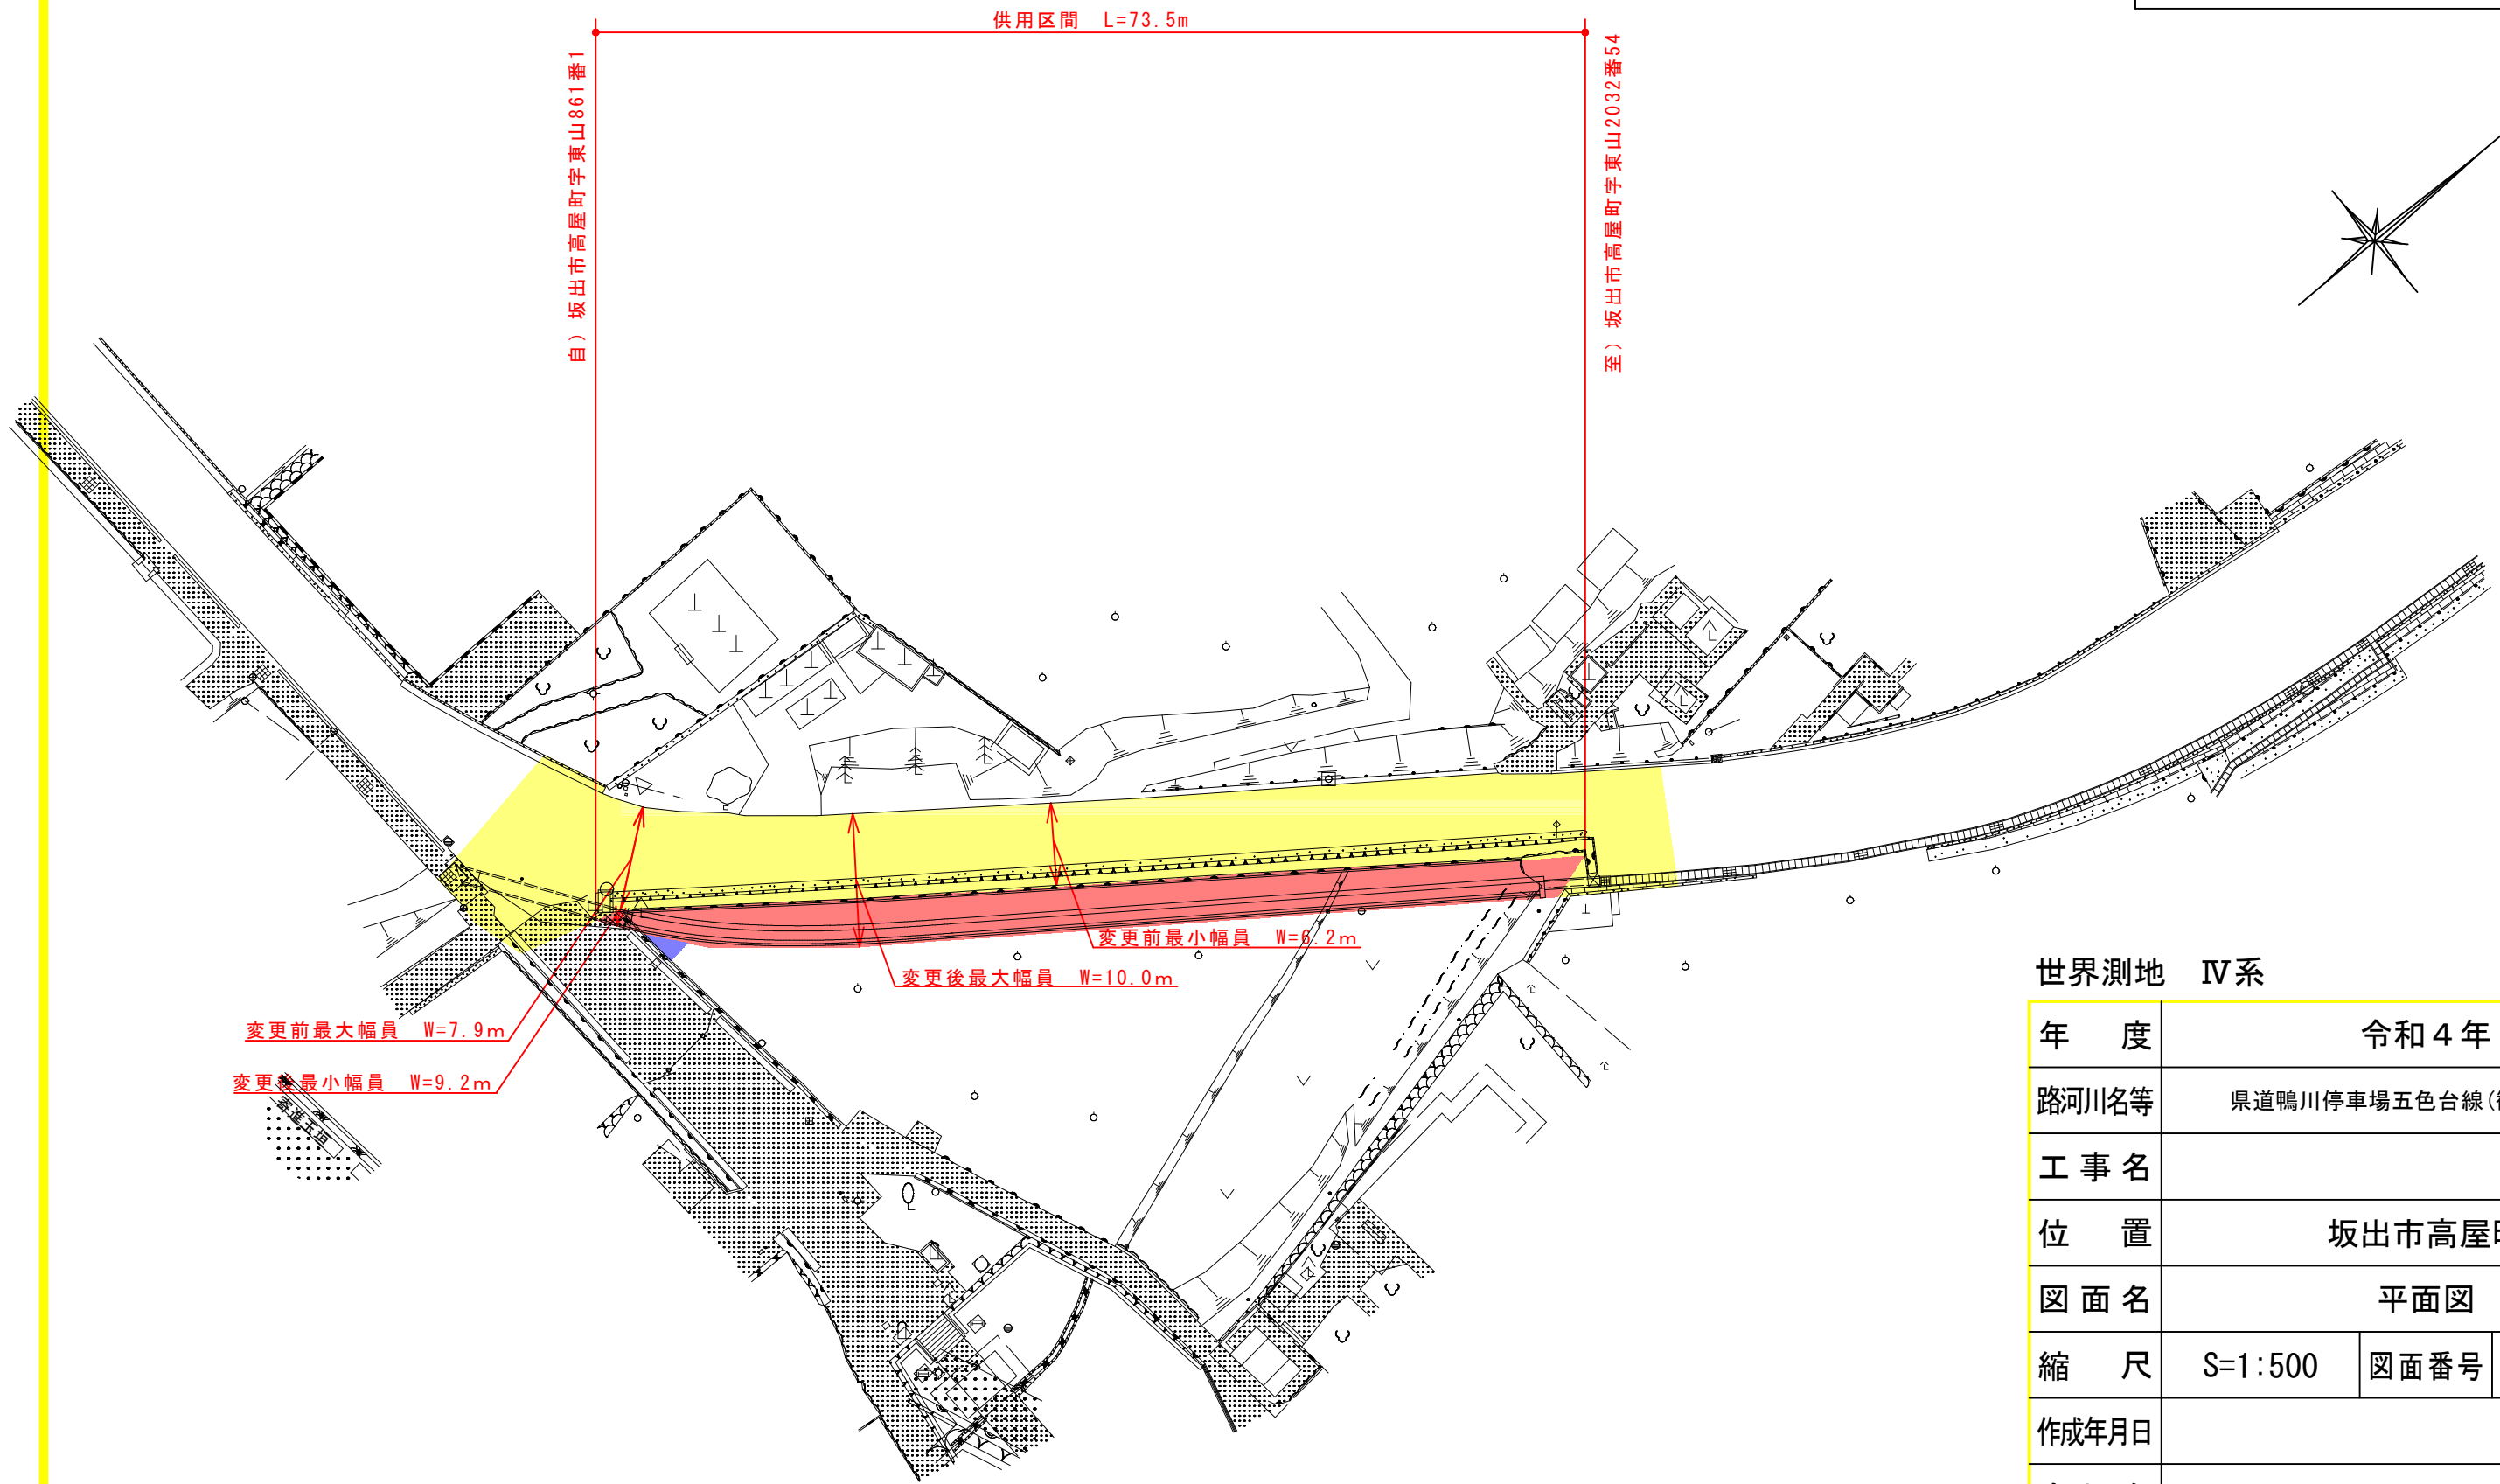 供用区間　L=73.5m
自）坂出市高屋町字東山861番1
至）坂出市高屋町字東山2032番54
変更前最小幅員　W=6.2m
変更後最大幅員　W=10.0m
変更前最大幅員　W=7.9m
変更後最小幅員　W=9.2m
寄進玉垣
世界測地　Ⅳ系
年　度　令和４年
路河川名等　県道鴨川停車場五色台線(
工事名
位　置　坂出市高屋町
図面名　平面図
縮　尺　S=1:500　図面番号
作成年月日